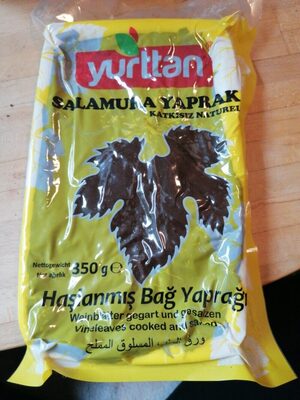 yurttan
SALAMURA YAPRAK
KATKISIZ NATUREL
Nettogewicht
350 g e
Haşlanmış Bağ Yaprağı
Weinblätter gegart und gesalzen
Vineleaves cooked and salted
ورق العنب المسلوق المملح